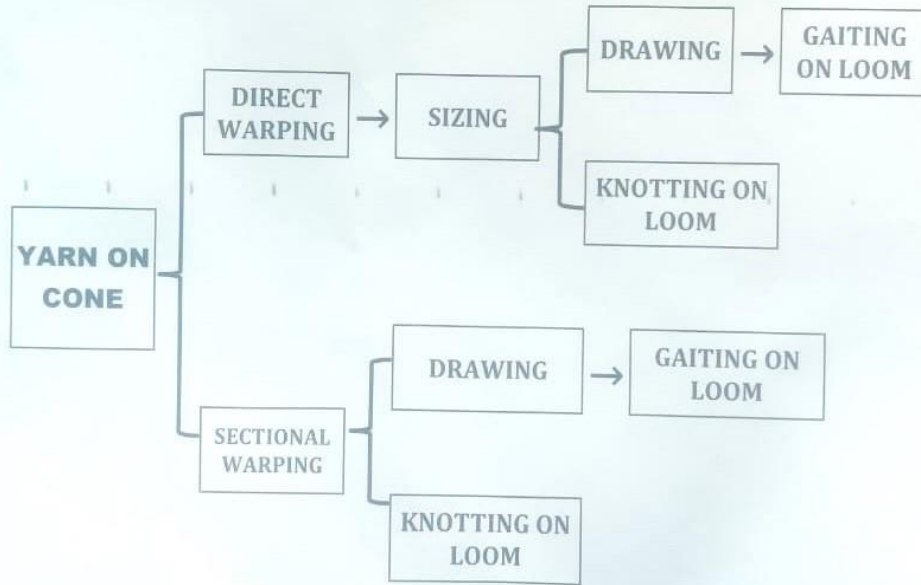 DRAWING
GAITING
ON LOOM
DIRECT
WARPING
SIZING
KNOTTING ON
LOOM
YARN ON
CONE
DRAWING
GAITING ON
LOOM
SECTIONAL
WARPING
KNOTTING ON
LOOM